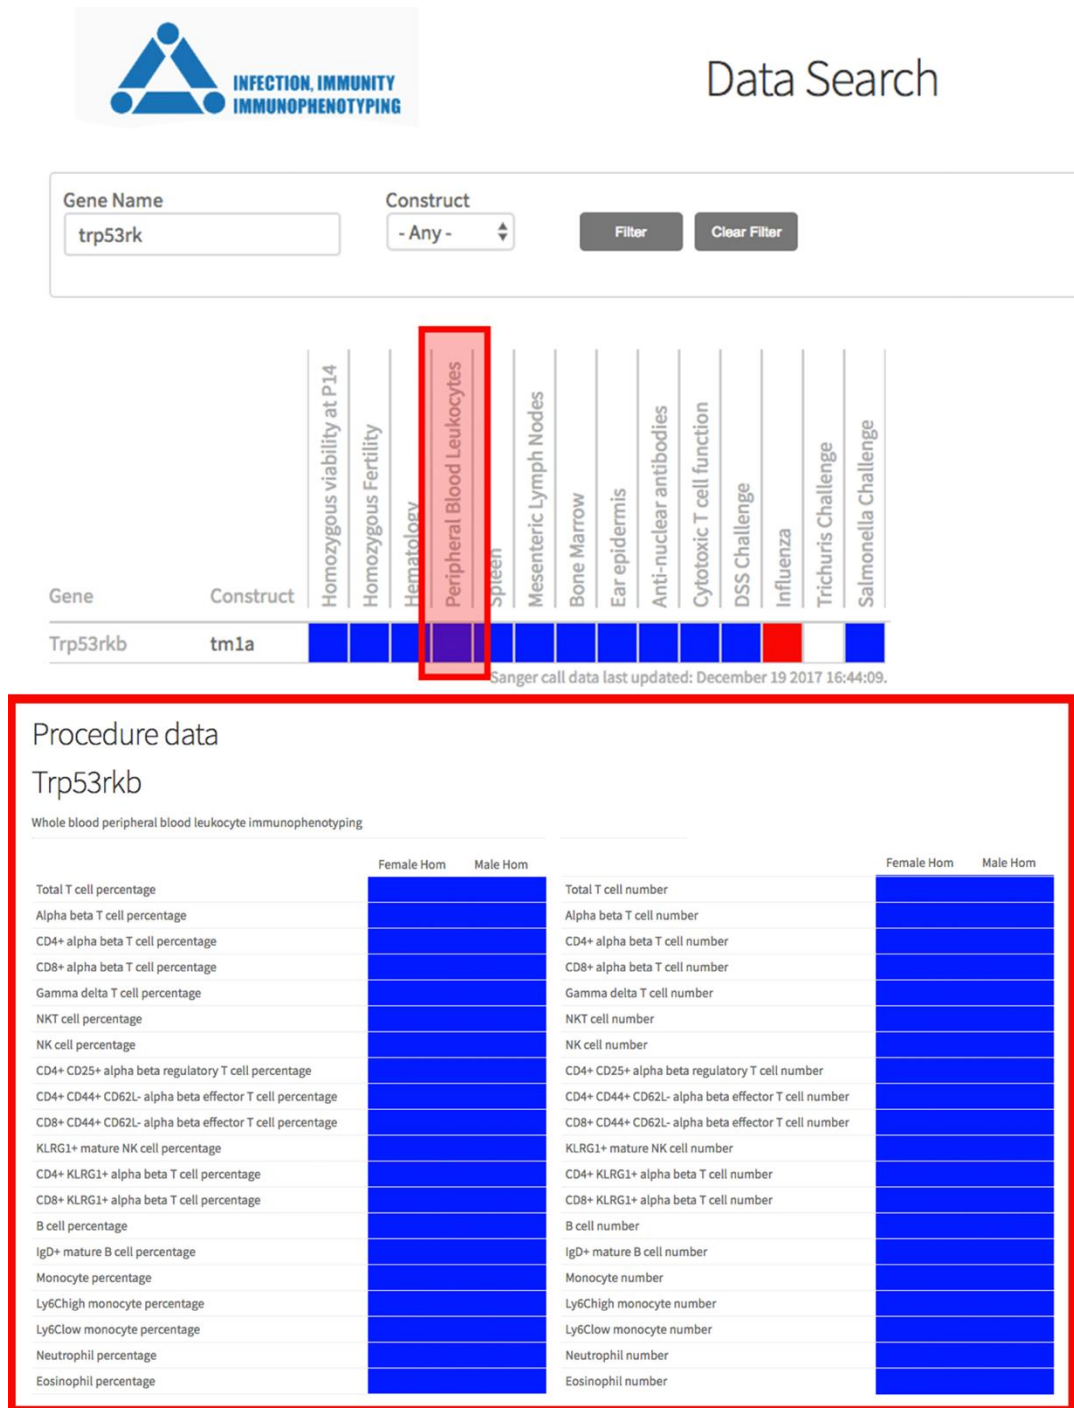 INFECTION, IMMUNITY
IMMUNOPHENOTYPING
Data Search
Gene Name
Construct
trp53rk
- Any -
Filter
Clear Filter
Gene
Construct
Homozygous viability at P14
Homozygous Fertility
Hematology
Peripheral Blood Leukocytes
Spleen
Mesenteric Lymph Nodes
Bone Marrow
Ear epidermis
Anti-nuclear antibodies
Cytotoxic T cell function
DSS Challenge
Influenza
Trichuris Challenge
Salmonella Challenge
Trp53rkb tm1a
Sanger call data last updated: December 19 2017 16:44:09.
Procedure data
Trp53rkb
Whole blood peripheral blood leukocyte immunophenotyping
Female Hom Male Hom Female Hom Male Hom
Total T cell percentage Total T cell number
Alpha beta T cell percentage Alpha beta T cell number
CD4+ alpha beta T cell percentage CD4+ alpha beta T cell number
CD8+ alpha beta T cell percentage CD8+ alpha beta T cell number
Gamma delta T cell percentage Gamma delta T cell number
NKT cell percentage NKT cell number
NK cell percentage NK cell number
CD4+ CD25+ alpha beta regulatory T cell percentage CD4+ CD25+ alpha beta regulatory T cell number
CD4+ CD44+ CD62L- alpha beta effector T cell percentage CD4+ CD44+ CD62L- alpha beta effector T cell number
CD8+ CD44+ CD62L- alpha beta effector T cell percentage CD8+ CD44+ CD62L- alpha beta effector T cell number
KLRG1+ mature NK cell percentage KLRG1+ mature NK cell number
CD4+ KLRG1+ alpha beta T cell percentage CD4+ KLRG1+ alpha beta T cell number
CD8+ KLRG1+ alpha beta T cell percentage CD8+ KLRG1+ alpha beta T cell number
B cell percentage B cell number
IgD+ mature B cell percentage IgD+ mature B cell number
Monocyte percentage Monocyte number
Ly6Chigh monocyte percentage Ly6Chigh monocyte number
Ly6Clow monocyte percentage Ly6Clow monocyte number
Neutrophil percentage Neutrophil number
Eosinophil percentage Eosinophil number